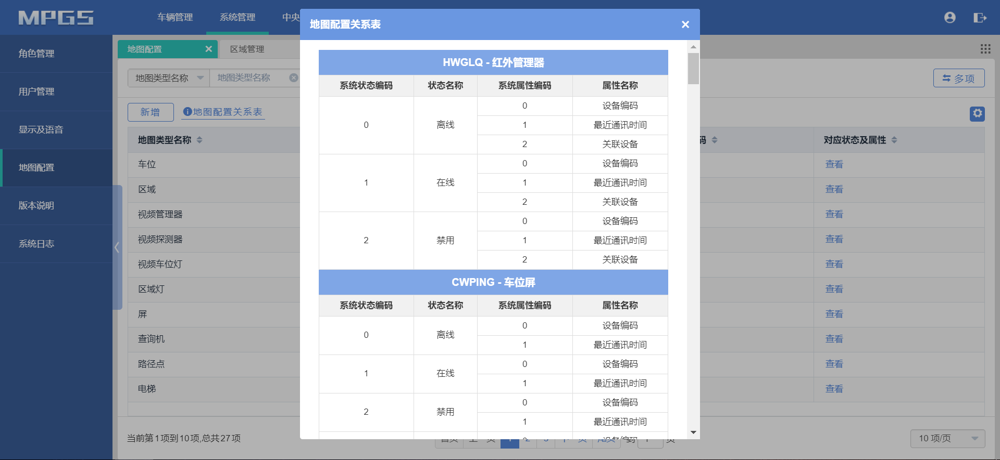 MPGS
车辆管理 系统管理 中央
地图配置关系表
角色管理
用户管理
显示及语音
地图配置
版本说明
系统日志
地图配置 区域管理
地图类型名称 地图类型名称
多项
新增 地图配置关系表
地图类型名称 码 对应状态及属性
车位 查看
区域 查看
视频管理器 查看
视频探测器 查看
视频车位灯 查看
区域灯 查看
屏 查看
查询机 查看
路径点 查看
电梯 查看
HWGLQ - 红外管理器
系统状态编码 状态名称 系统属性编码 属性名称
0 离线 0 设备编码
1 最近通讯时间
2 关联设备
1 在线 0 设备编码
1 最近通讯时间
2 关联设备
2 禁用 0 设备编码
1 最近通讯时间
2 关联设备
CWPING - 车位屏
系统状态编码 状态名称 系统属性编码 属性名称
0 离线 0 设备编码
1 最近通讯时间
1 在线 0 设备编码
1 最近通讯时间
2 禁用 0 设备编码
1 最近通讯时间
当前第1项到10项,总共27项
10 项/页